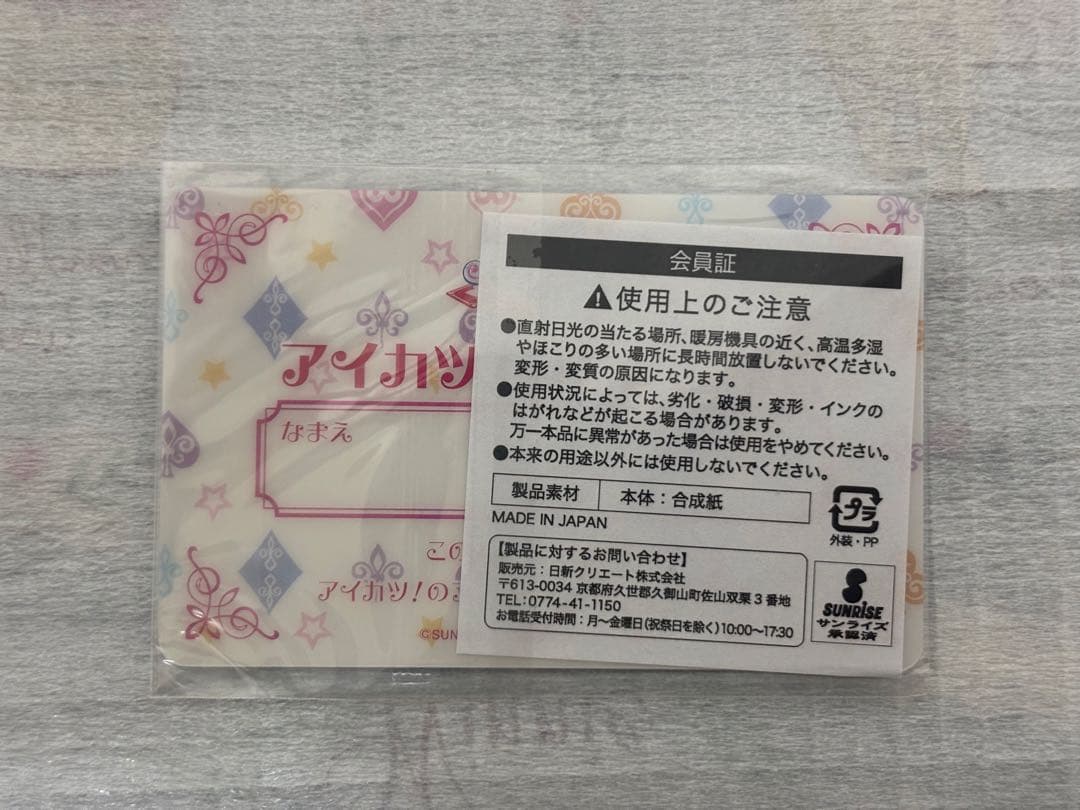 アイカツ
なまえ
この
アイカツ!の
©SUN
会員証
使用上のご注意
●直射日光の当たる場所、暖房機具の近く、高温多湿
やほこりの多い場所に長時間放置しないでください。
変形・変質の原因になります。
●使用状況によっては、劣化・破損・変形・インクの
はがれなどが起こる場合があります。
万一本品に異常があった場合は使用をやめてください。
●本来の用途以外には使用しないでください。
製品素材 本体：合成紙
MADE IN JAPAN
プラ
外装・PP
【製品に対するお問い合わせ】
販売元：日新クリエート株式会社
〒613-0034 京都府久世郡久御山町佐山双栗3番地
TEL:0774-41-1150
お電話受付時間：月〜金曜日(祝祭日を除く)10:00〜17:30
SUNRISE
サンライズ
承認済